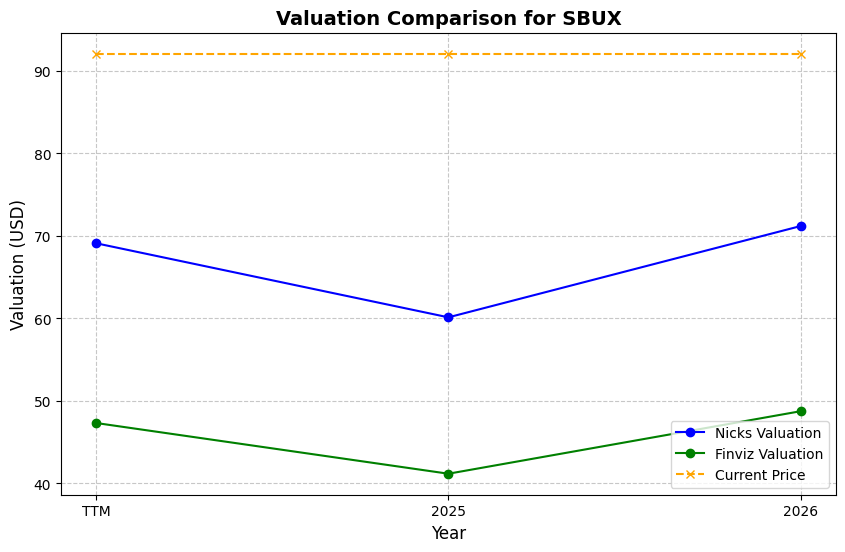 Valuation Comparison for SBUX
Valuation (USD)
90
80
70
60
50
40
TTM
2025
2026
Year
Nicks Valuation
Finviz Valuation
Current Price